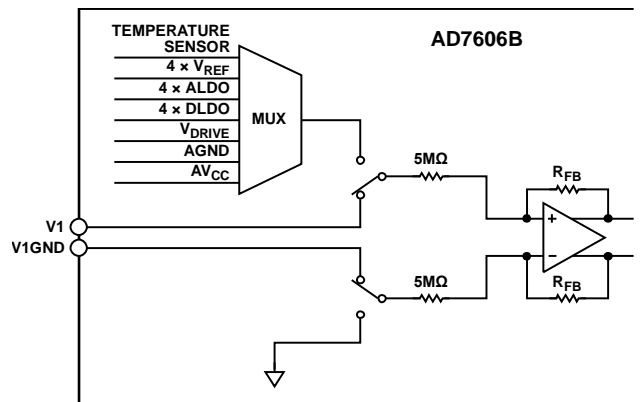 TEMPERATURE
SENSOR
AD7606B
4 × VREF
4 × ALDO
4 × DLDO
MUX
VDRIVE
AGND
AVCC
5MΩ
RFB
V1
+
V1GND
−
5MΩ
RFB